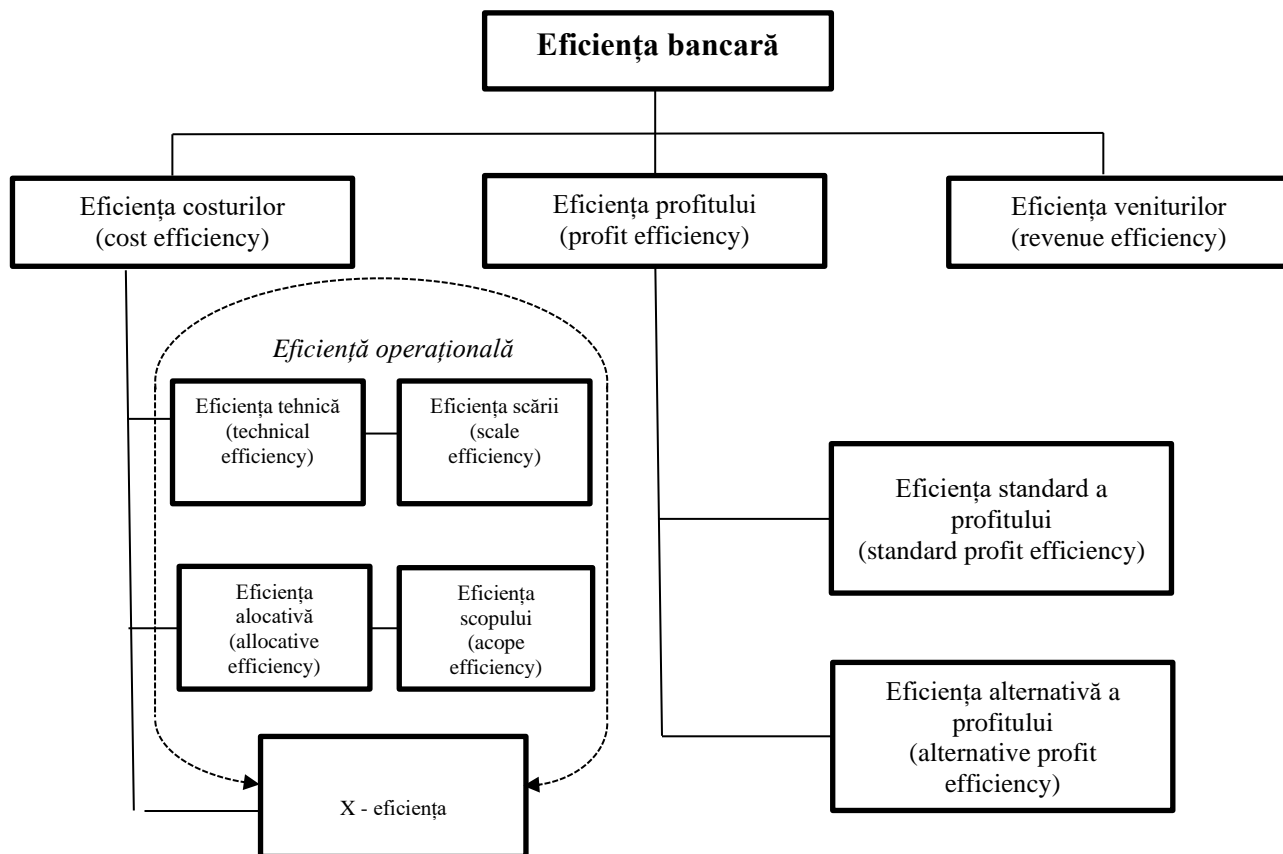 Eficiența bancară
Eficiența costurilor
(cost efficiency)
Eficiența profitului
(profit efficiency)
Eficiența veniturilor
(revenue efficiency)
Eficiență operațională
Eficiența tehnică
(technical
efficiency)
Eficiența scării
(scale
efficiency)
Eficiența
alocativă
(allocative
efficiency)
Eficiența
scopului
(acope
efficiency)
X - eficiența
Eficiența standard a
profitului
(standard profit efficiency)
Eficiența alternativă a
profitului
(alternative profit
efficiency)